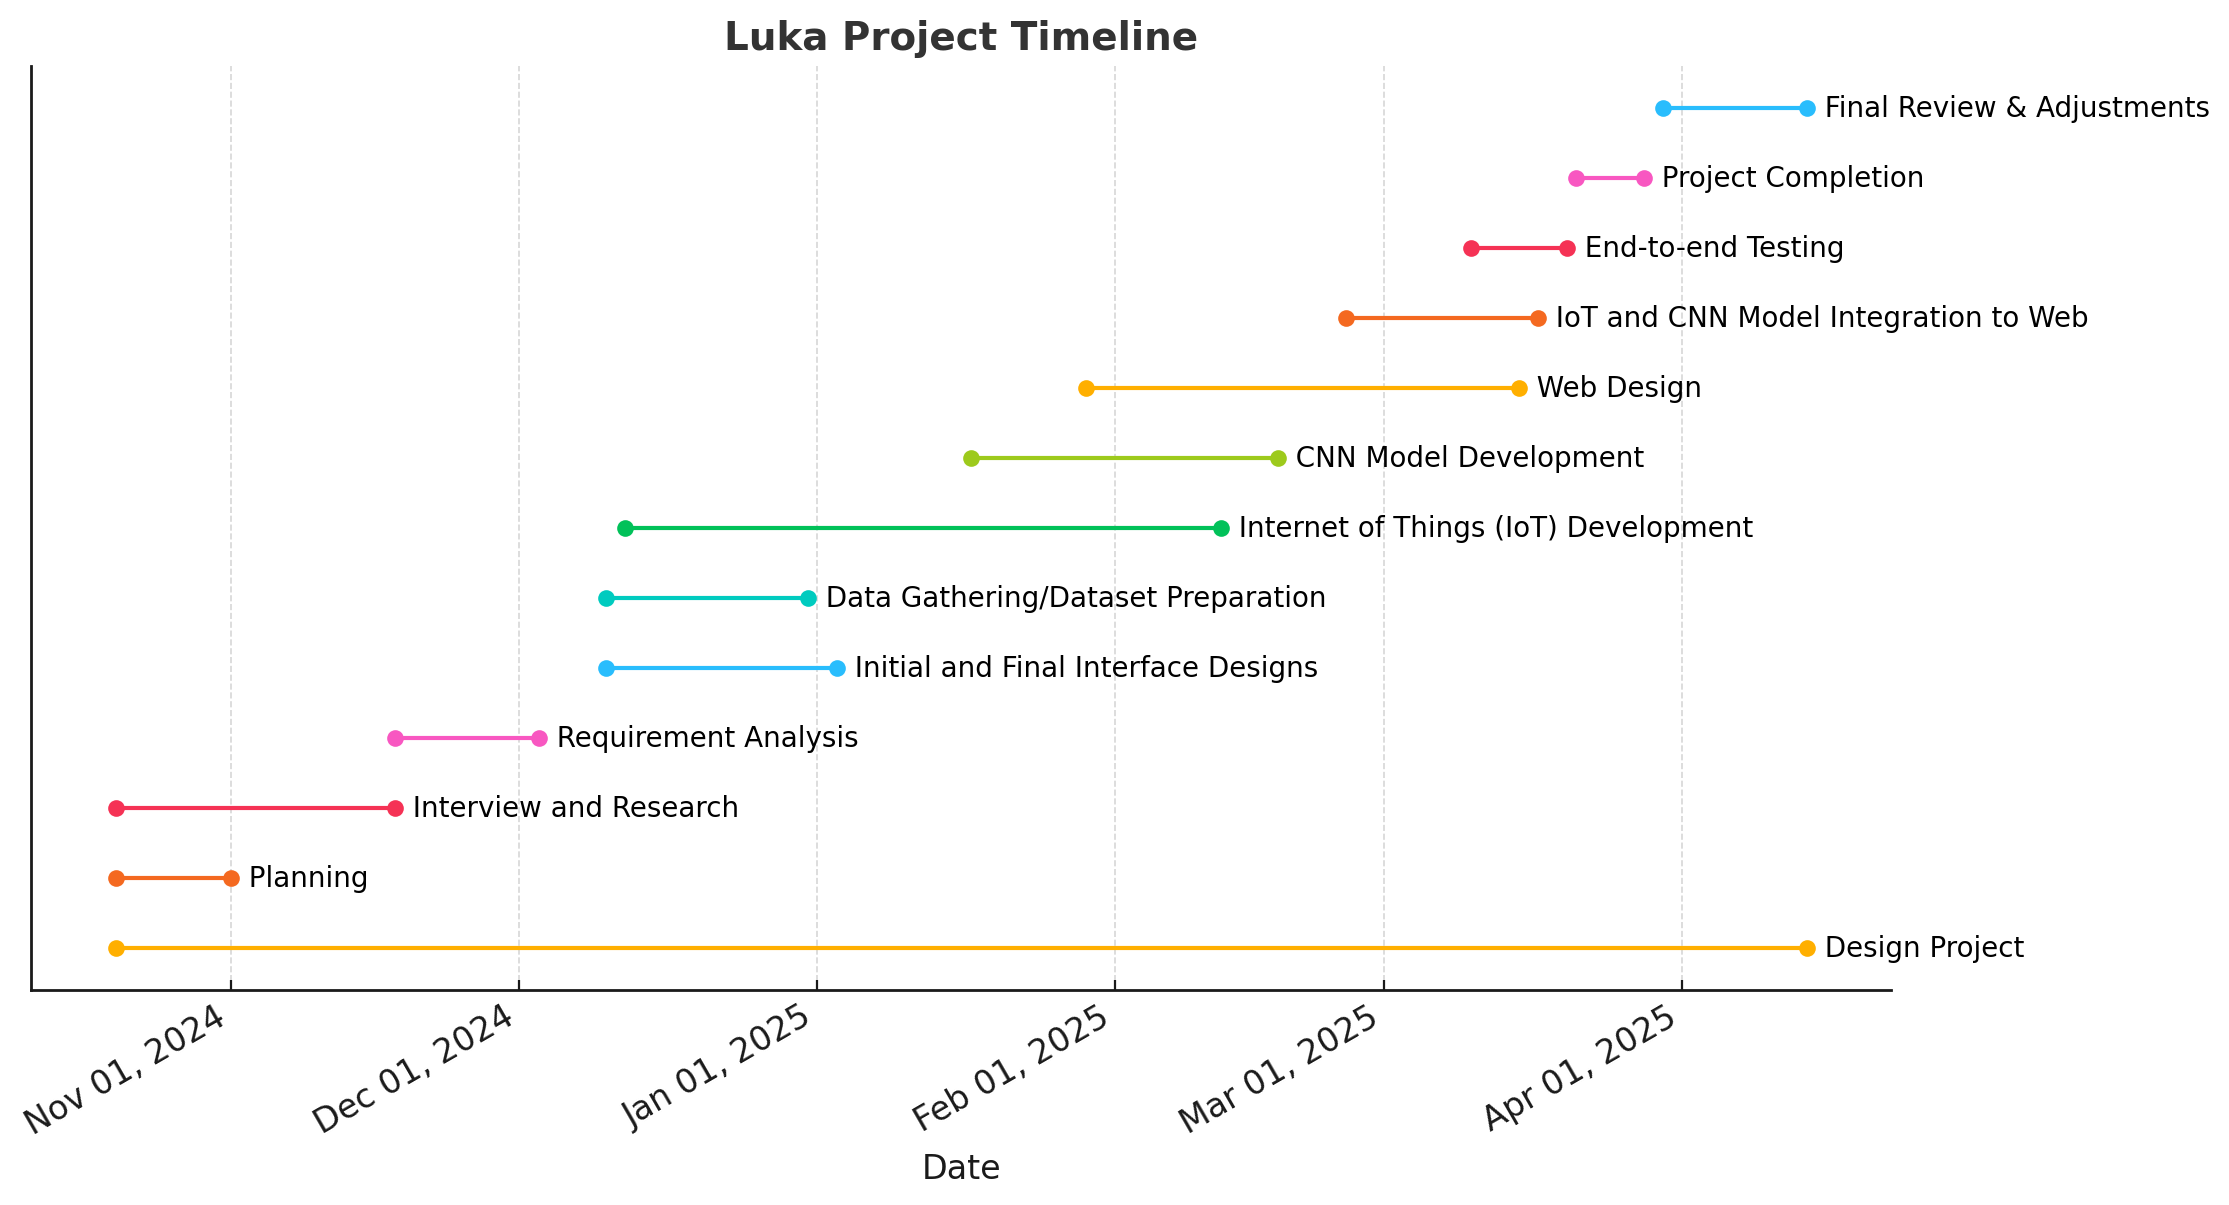 Luka Project Timeline
Final Review & Adjustments
Project Completion
End-to-end Testing
IoT and CNN Model Integration to Web
Web Design
CNN Model Development
Internet of Things (IoT) Development
Data Gathering/Dataset Preparation
Initial and Final Interface Designs
Requirement Analysis
Interview and Research
Planning
Design Project
Nov 01, 2024
Dec 01, 2024
Jan 01, 2025
Feb 01, 2025
Mar 01, 2025
Apr 01, 2025
Date